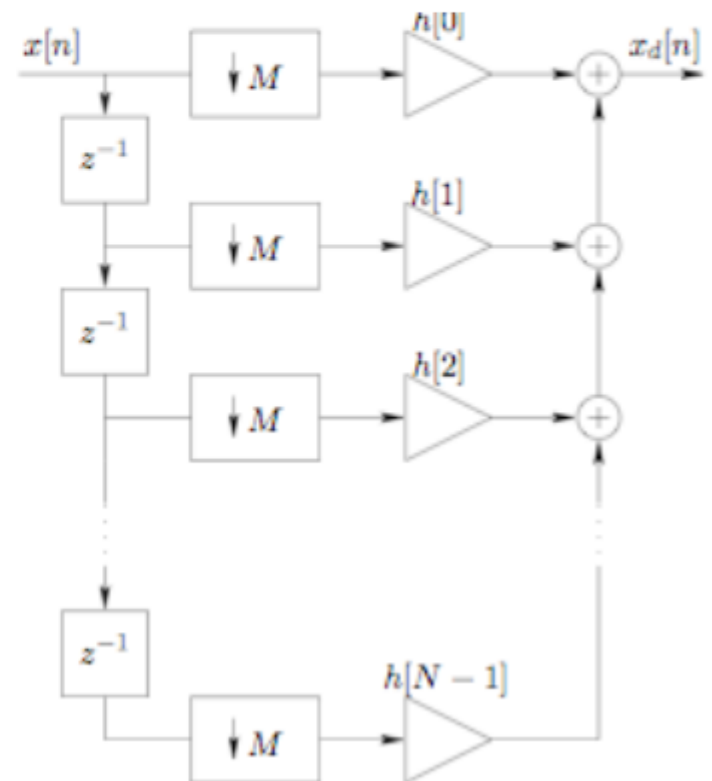 h[0]
x[n]
↓ M
+
x_d[n]
z^{-1}
h[1]
↓ M
+
z^{-1}
h[2]
↓ M
+
z^{-1}
h[N − 1]
↓ M